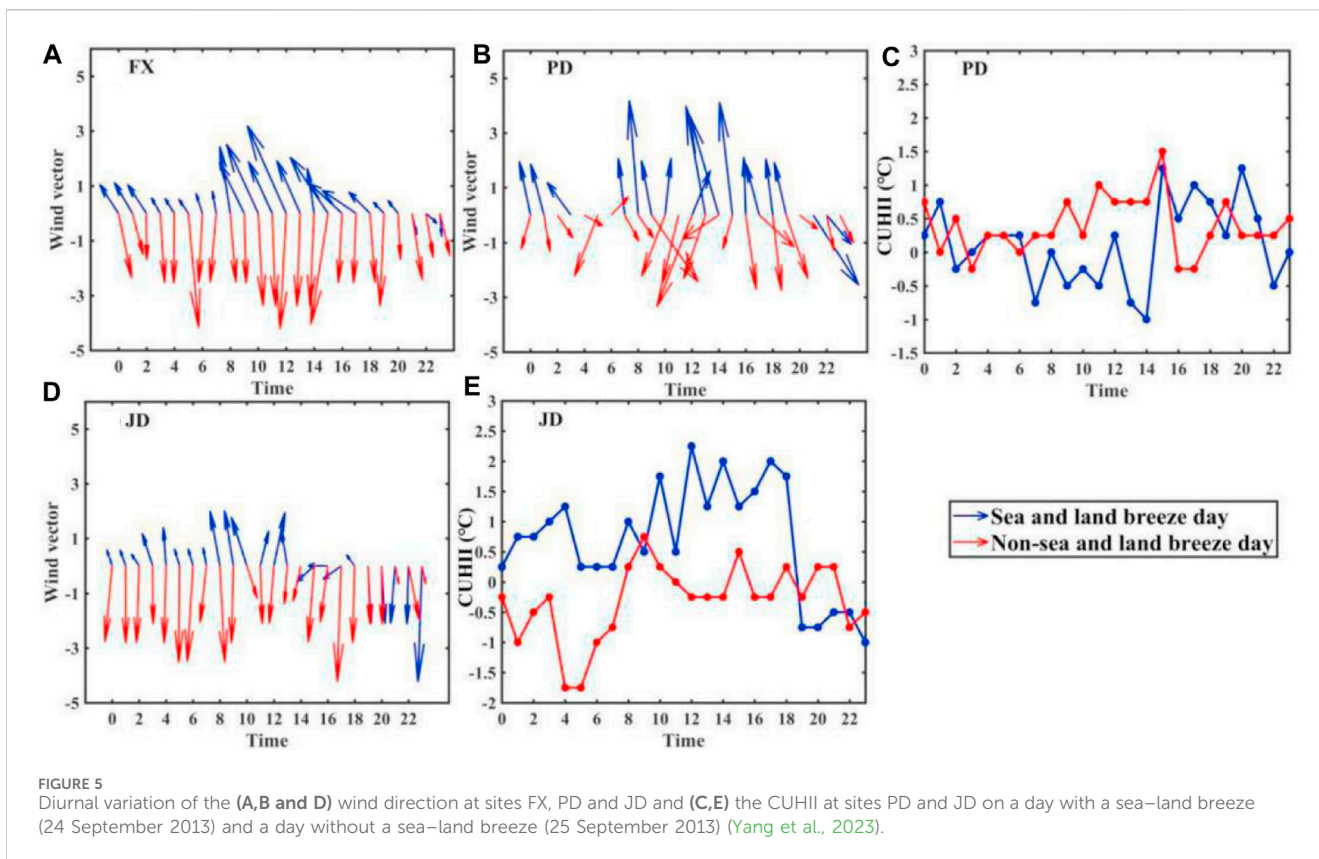 A
FX
5
3
1
-1
-3
-5
Wind vector
0 2 4 6 8 10 12 14 16 18 20 22
Time
B
PD
5
3
1
-1
-3
-5
Wind vector
0 2 4 6 8 10 12 14 16 18 20 22
Time
C
PD
3
2.5
2
1.5
1
0.5
0
-0.5
-1
-1.5
CUHII (°C)
0 2 4 6 8 10 12 14 16 18 20 22
Time
D
JD
5
3
1
-1
-3
-5
Wind vector
0 2 4 6 8 10 12 14 16 18 20 22
Time
E
JD
3
2.5
2
1.5
1
0.5
0
-0.5
-1
-1.5
-2
CUHII (°C)
0 2 4 6 8 10 12 14 16 18 20 22
Time
Sea and land breeze day
Non-sea and land breeze day
FIGURE 5
Diurnal variation of the (A,B and D) wind direction at sites FX, PD and JD and (C,E) the CUHII at sites PD and JD on a day with a sea–land breeze
(24 September 2013) and a day without a sea–land breeze (25 September 2013) (Yang et al., 2023).